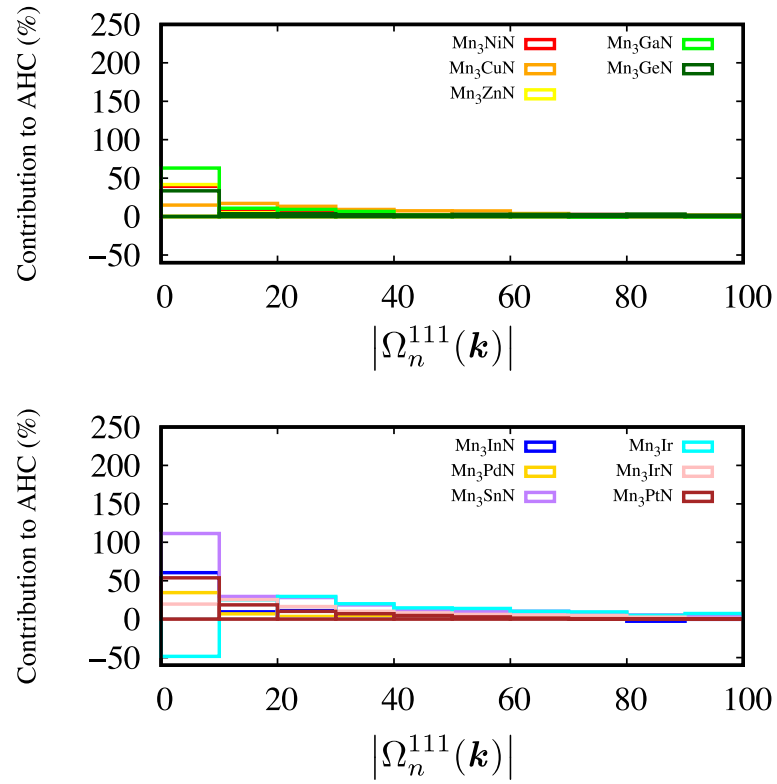 Contribution to AHC (%)
250
200
150
100
50
0
−50
Mn₃NiN
Mn₃CuN
Mn₃ZnN
Mn₃GaN
Mn₃GeN
0 20 40 60 80 100
|Ωₙ¹¹¹(k)|
Contribution to AHC (%)
250
200
150
100
50
0
−50
Mn₃InN
Mn₃PdN
Mn₃SnN
Mn₃Ir
Mn₃IrN
Mn₃PtN
0 20 40 60 80 100
|Ωₙ¹¹¹(k)|